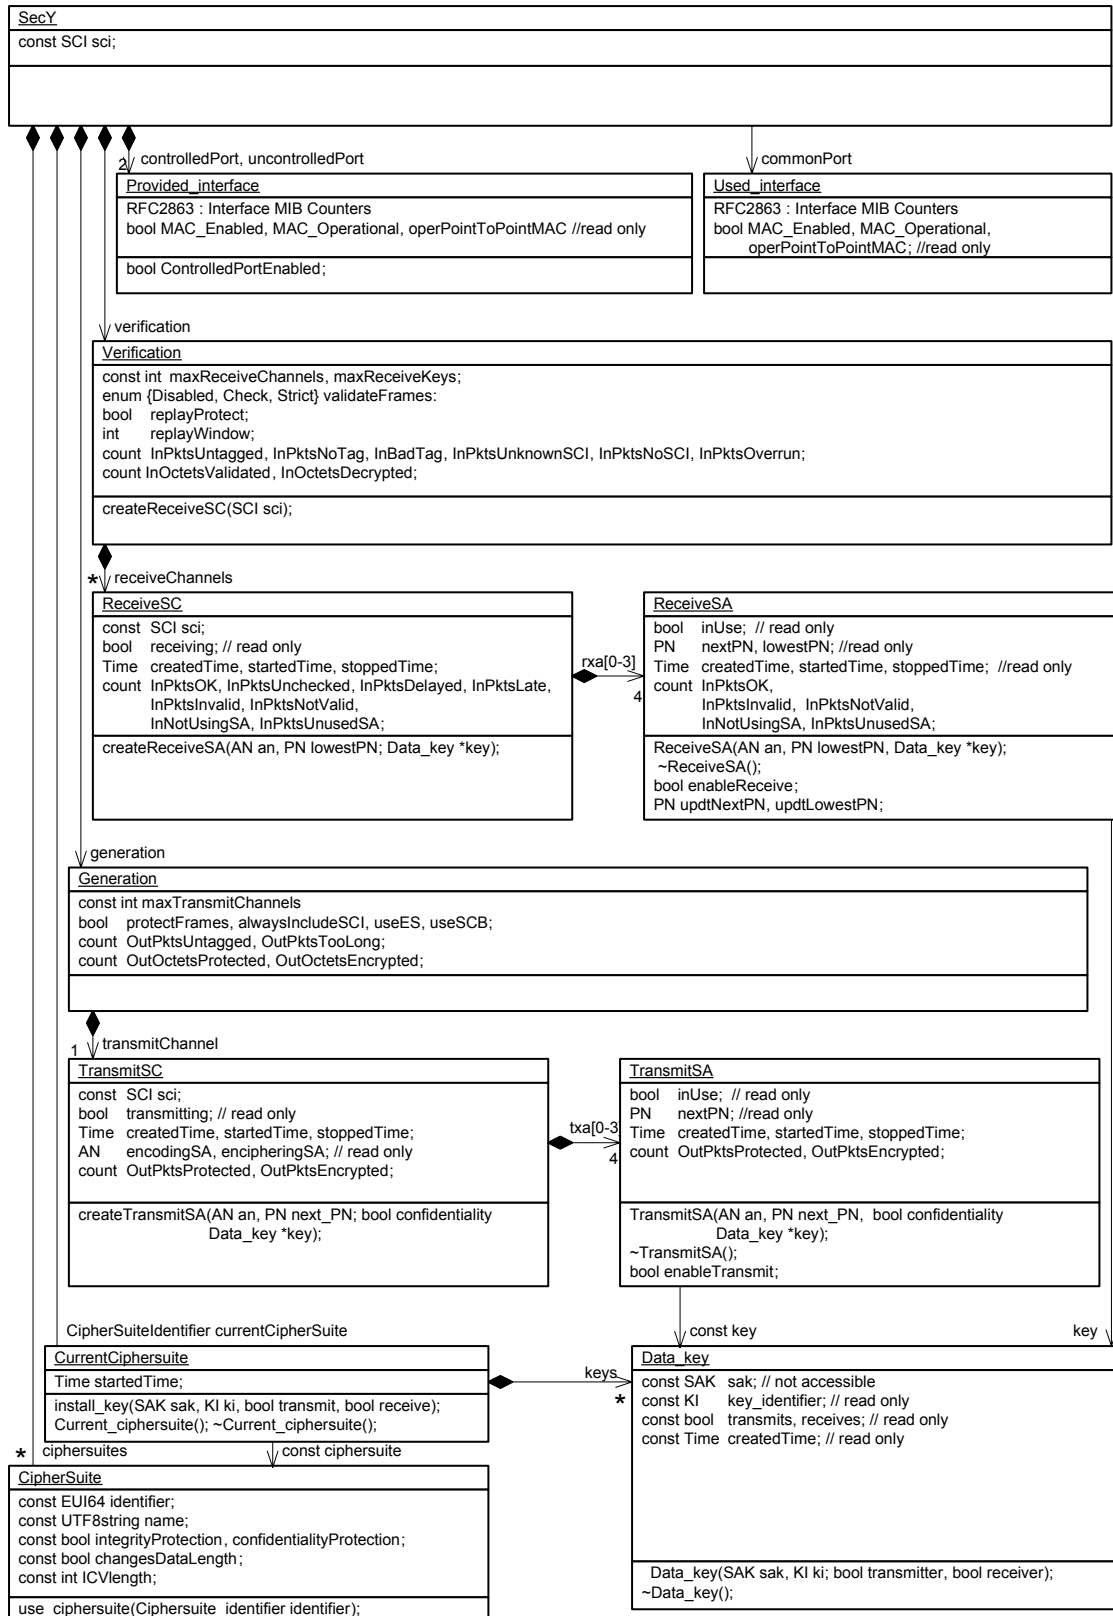 SecY
const SCI sci;
controlledPort, uncontrolledPort
2
commonPort
Provided_interface
RFC2863 : Interface MIB Counters
bool MAC_Enabled, MAC_Operational, operPointToPointMAC //read only
bool ControlledPortEnabled;
Used_interface
RFC2863 : Interface MIB Counters
bool MAC_Enabled, MAC_Operational,
operPointToPointMAC; //read only
verification
Verification
const int maxReceiveChannels, maxReceiveKeys;
enum {Disabled, Check, Strict} validateFrames:
bool replayProtect;
int replayWindow;
count InPktsUntagged, InPktsNoTag, InBadTag, InPktsUnknownSCI, InPktsNoSCI, InPktsOverrun;
count InOctetsValidated, InOctetsDecrypted;
createReceiveSC(SCI sci);
* receiveChannels
ReceiveSC
const SCI sci;
bool receiving; // read only
Time createdTime, startedTime, stoppedTime;
count InPktsOK, InPktsUnchecked, InPktsDelayed, InPktsLate,
InPktsInvalid, InPktsNotValid,
InNotUsingSA, InPktsUnusedSA;
createReceiveSA(AN an, PN lowestPN; Data_key *key);
rxa[0-3]
4
ReceiveSA
bool inUse; // read only
PN nextPN, lowestPN; //read only
Time createdTime, startedTime, stoppedTime; //read only
count InPktsOK,
InPktsInvalid, InPktsNotValid,
InNotUsingSA, InPktsUnusedSA;
ReceiveSA(AN an, PN lowestPN, Data_key *key);
~ReceiveSA();
bool enableReceive;
PN updtNextPN, updtLowestPN;
generation
Generation
const int maxTransmitChannels
bool protectFrames, alwaysIncludeSCI, useES, useSCB;
count OutPktsUntagged, OutPktsTooLong;
count OutOctetsProtected, OutOctetsEncrypted;
1 transmitChannel
TransmitSC
const SCI sci;
bool transmitting; // read only
Time createdTime, startedTime, stoppedTime;
AN encodingSA, encipheringSA; // read only
count OutPktsProtected, OutPktsEncrypted;
createTransmitSA(AN an, PN next_PN; bool confidentiality
Data_key *key);
txa[0-3
4
TransmitSA
bool inUse; // read only
PN nextPN; //read only
Time createdTime, startedTime, stoppedTime;
count OutPktsProtected, OutPktsEncrypted;
TransmitSA(AN an, PN next_PN, bool confidentiality
Data_key *key);
~TransmitSA();
bool enableTransmit;
CipherSuiteIdentifier currentCipherSuite
const key
key
CurrentCiphersuite
Time startedTime;
install_key(SAK sak, KI ki, bool transmit, bool receive);
Current_ciphersuite(); ~Current_ciphersuite();
keys
*
Data_key
const SAK sak; // not accessible
const KI key_identifier; // read only
const bool transmits, receives; // read only
const Time createdTime; // read only
Data_key(SAK sak, KI ki; bool transmitter, bool receiver);
~Data_key();
* ciphersuites
const ciphersuite
CipherSuite
const EUI64 identifier;
const UTF8string name;
const bool integrityProtection, confidentialityProtection;
const bool changesDataLength;
const int ICVlength;
use_ciphersuite(Ciphersuite_identifier identifier);